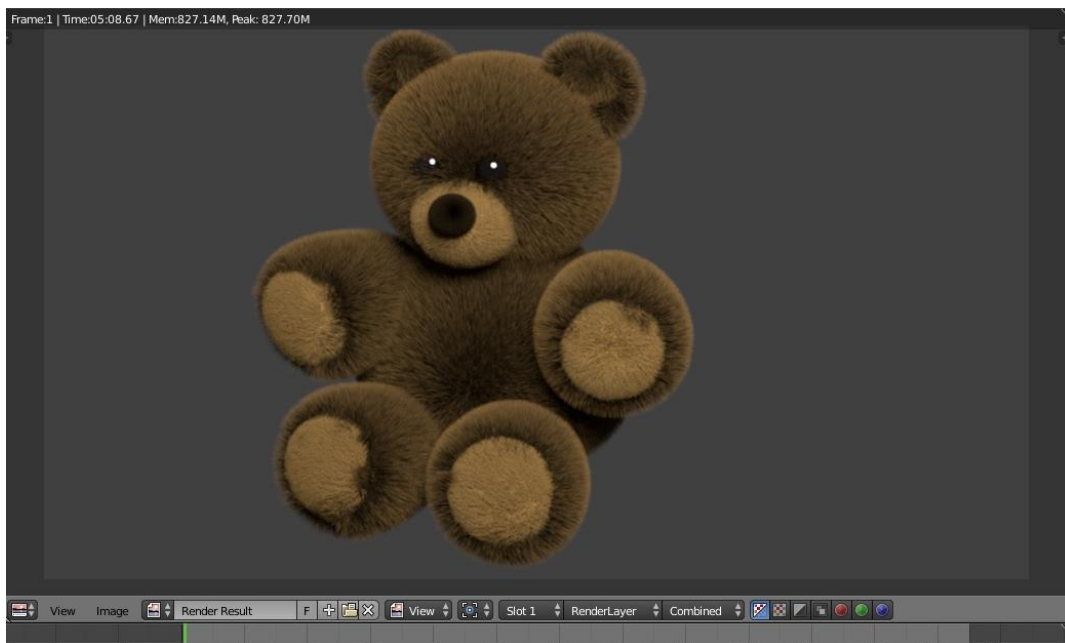 Frame:1 | Time:05:08.67 | Mem:827.14M, Peak: 827.70M
View Image Render Result F View Slot 1 RenderLayer Combined